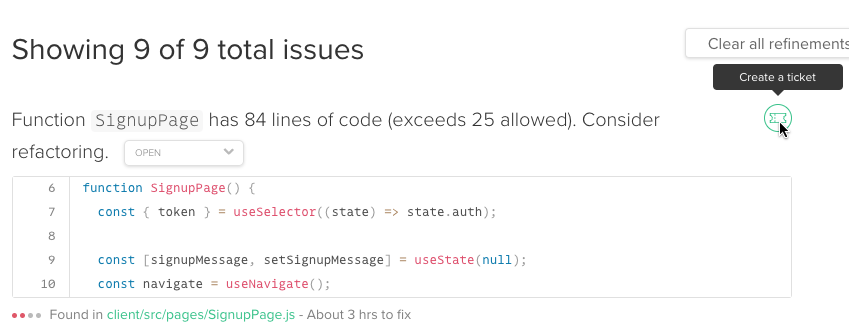 Showing 9 of 9 total issues
Clear all refinements
Create a ticket
Function SignupPage has 84 lines of code (exceeds 25 allowed). Consider
refactoring. OPEN
6 function SignupPage() {
7 const { token } = useSelector((state) => state.auth);
8
9 const [signupMessage, setSignupMessage] = useState(null);
10 const navigate = useNavigate();
Found in client/src/pages/SignupPage.js - About 3 hrs to fix